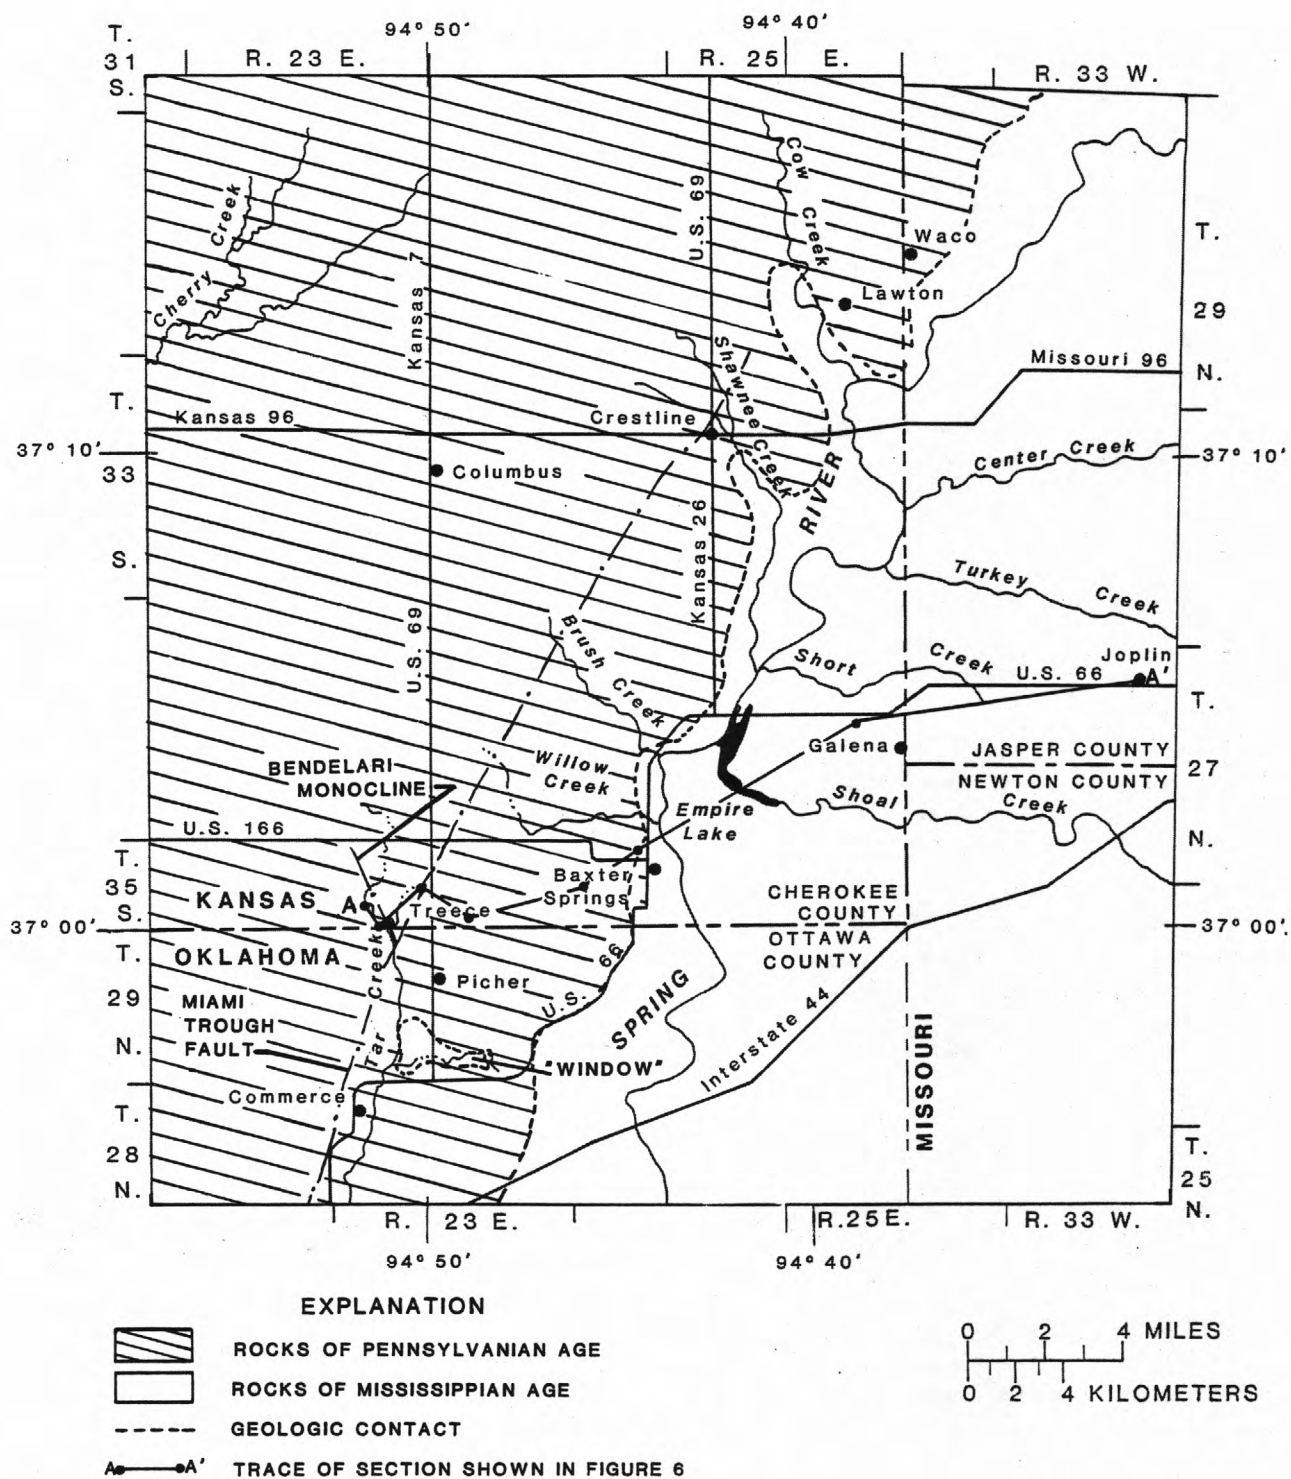 94° 50'
94° 40'
T.
31
S.
R. 23 E.
R. 25 E.
R. 33 W.
Cow Creek
U.S. 69
Waco
T.
29
N.
Creek
Cherry
Kansas 7
Lawton
Shawnee Creek
Missouri 96
T.
33
S.
Kansas 96
Crestline
37° 10'
37° 10'
Columbus
Center Creek
RIVER
Kansas 26
Turkey Creek
U.S. 69
Brush Creek
Short Creek
Joplin
A'
U.S. 66
T.
27
N.
Galena
JASPER COUNTY
NEWTON COUNTY
Willow
Creek
BENDELARI
MONOCLINE
Empire
Lake
Shoal Creek
U.S. 166
T.
35
S.
Baxter
Springs
KANSAS
A
Treece
CHEROKEE
COUNTY
37° 00'
37° 00'
OKLAHOMA
OTTAWA
COUNTY
T.
29
N.
Tar Creek
Picher
U.S. 66
SPRING
MIAMI
TROUGH
FAULT
"WINDOW"
Interstate 44
MISSOURI
Commerce
T.
28
N.
T.
25
N.
R. 23 E.
R.25E.
R. 33 W.
94° 50'
94° 40'
EXPLANATION
ROCKS OF PENNSYLVANIAN AGE
ROCKS OF MISSISSIPPIAN AGE
GEOLOGIC CONTACT
A A' TRACE OF SECTION SHOWN IN FIGURE 6
0 2 4 MILES
0 2 4 KILOMETERS